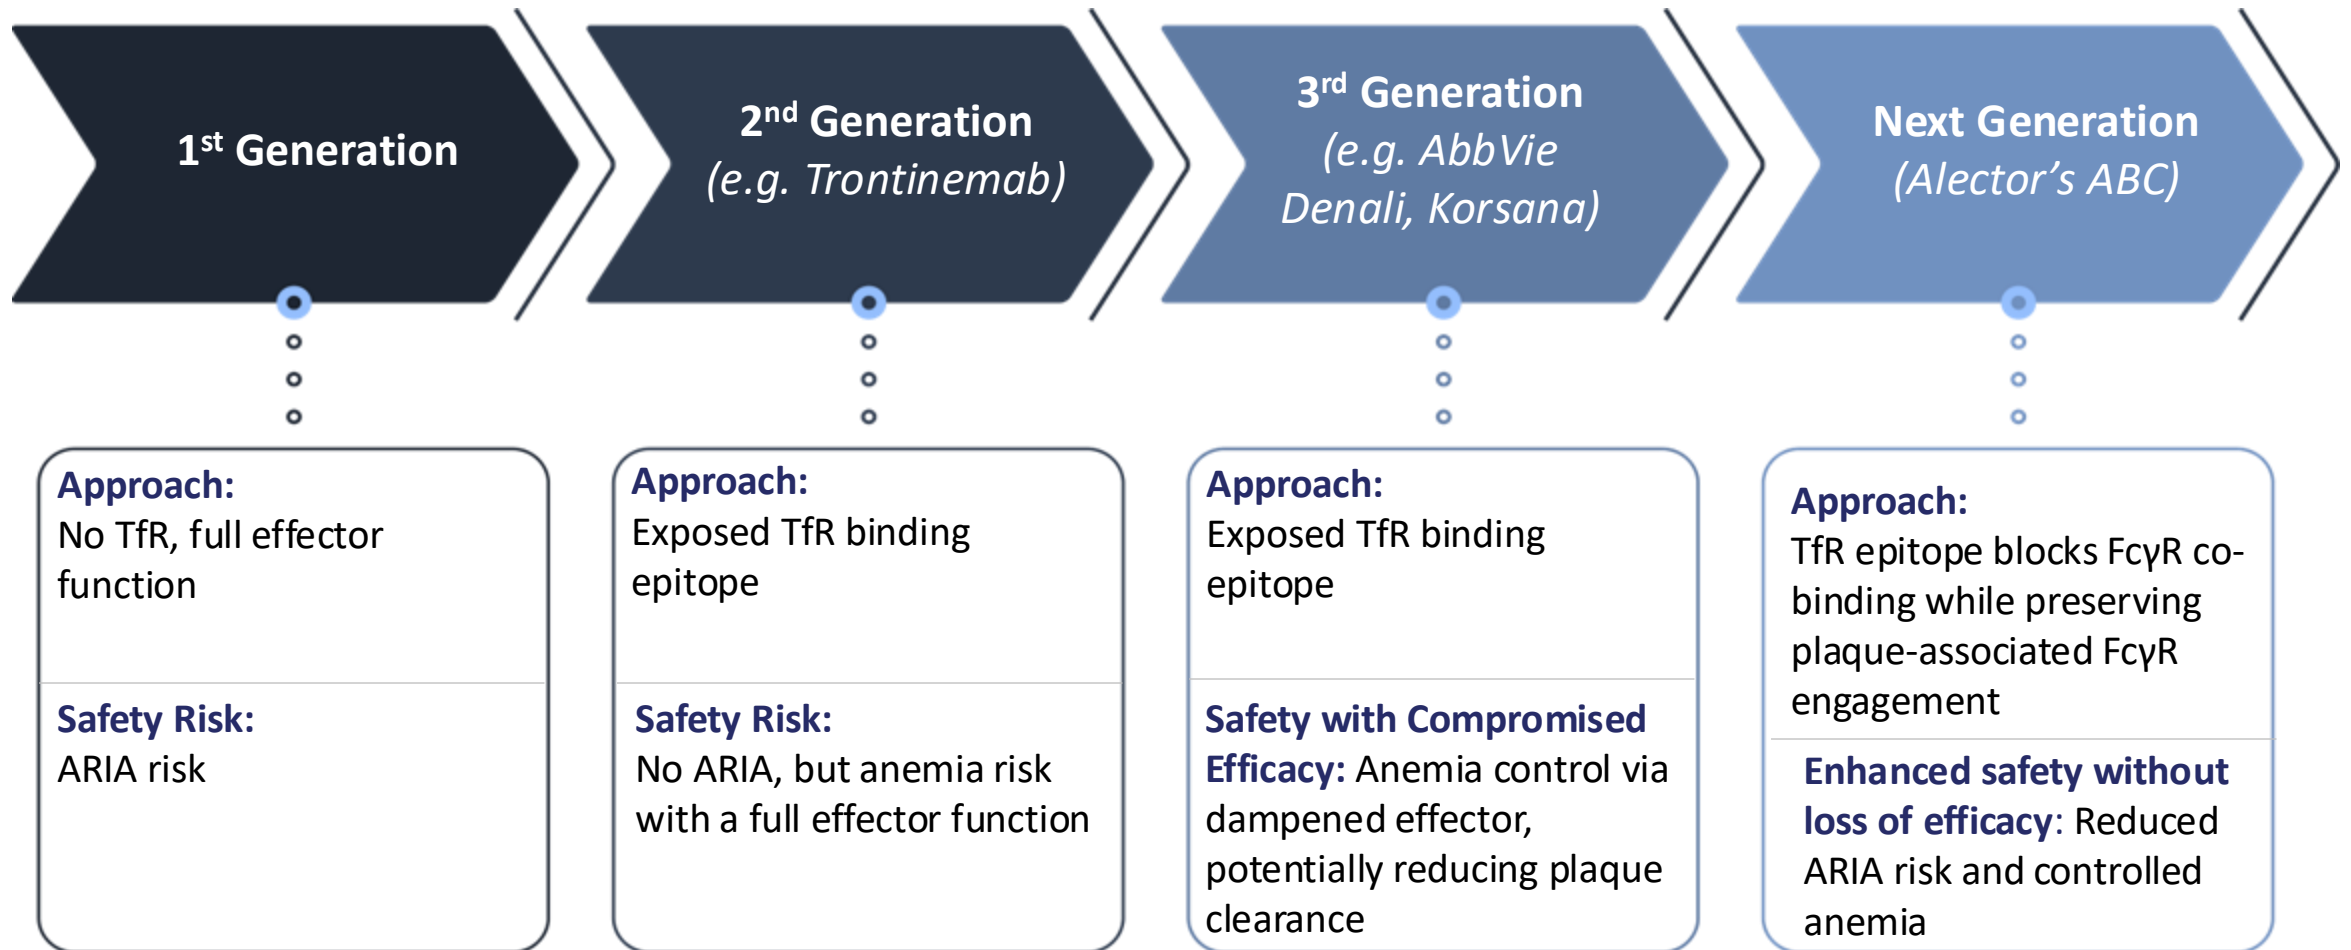 1st Generation
2nd Generation
(e.g. Trontinemab)
3rd Generation
(e.g. AbbVie
Denali, Korsana)
Next Generation
(Alector’s ABC)
Approach:
No TfR, full effector
function
Safety Risk:
ARIA risk
Approach:
Exposed TfR binding
epitope
Safety Risk:
No ARIA, but anemia risk
with a full effector function
Approach:
Exposed TfR binding
epitope
Safety with Compromised
Efficacy: Anemia control via
dampened effector,
potentially reducing plaque
clearance
Approach:
TfR epitope blocks FcγR co-
binding while preserving
plaque-associated FcγR
engagement
Enhanced safety without
loss of efficacy: Reduced
ARIA risk and controlled
anemia